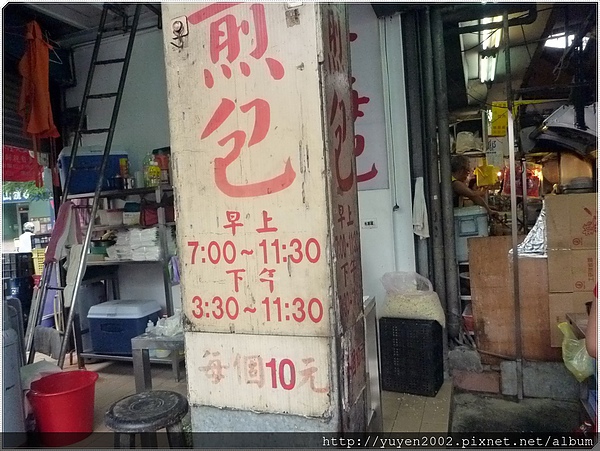 煎
包
早上
7:00~11:30
下午
3:30~11:30
每個10元
http://yuyen2002.pixnet.net/album